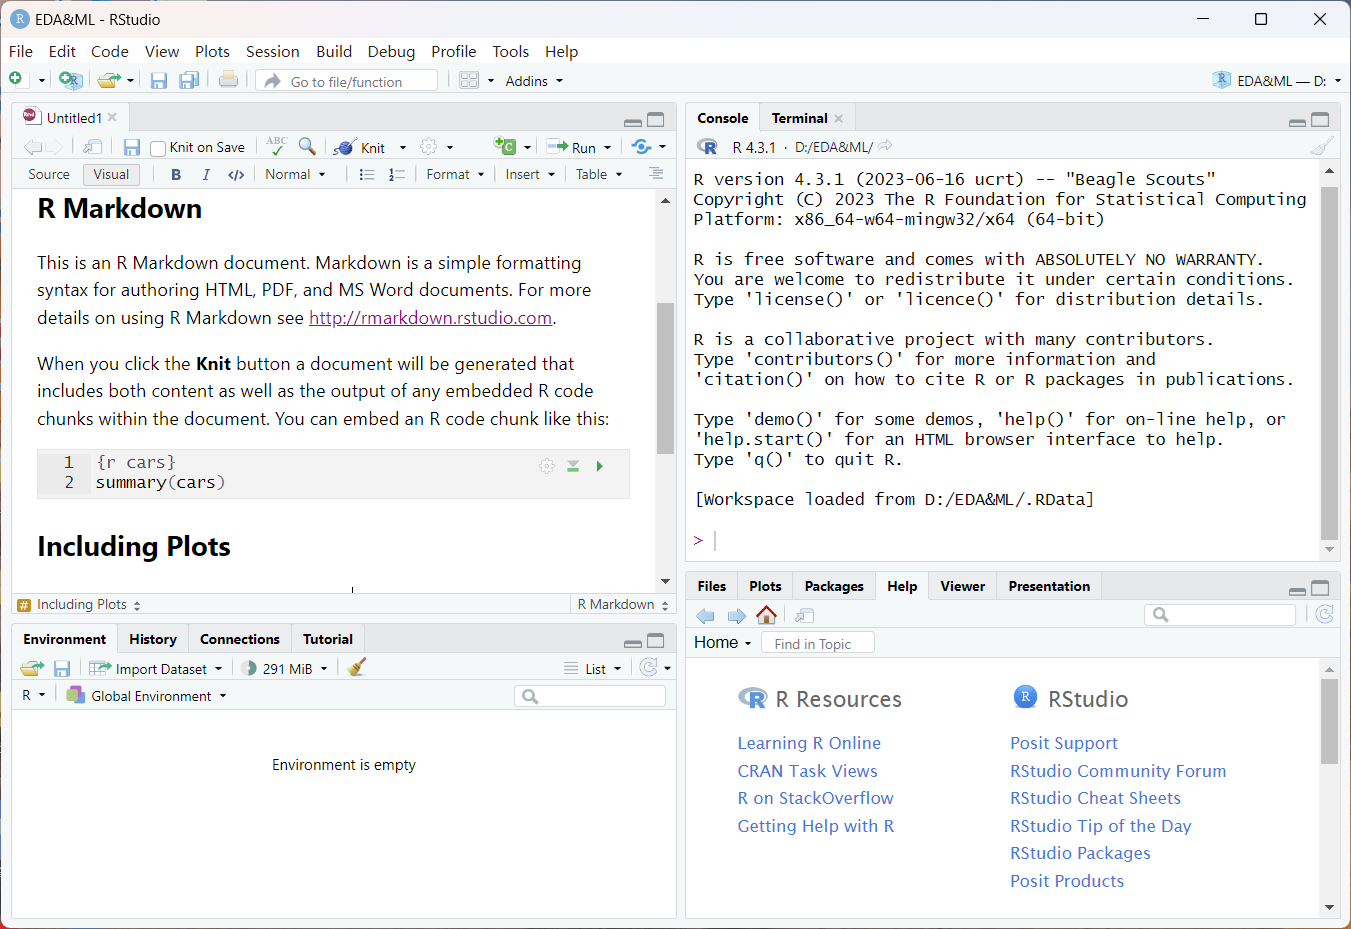 EDA&ML - RStudio
File Edit Code View Plots Session Build Debug Profile Tools Help
Go to file/function
Addins
EDA&ML — D:
Untitled1
Knit on Save
ABC
Knit
Run
Source Visual B I </> Normal Format Insert Table
R Markdown
This is an R Markdown document. Markdown is a simple formatting
syntax for authoring HTML, PDF, and MS Word documents. For more
details on using R Markdown see http://rmarkdown.rstudio.com.
When you click the Knit button a document will be generated that
includes both content as well as the output of any embedded R code
chunks within the document. You can embed an R code chunk like this:
1 {r cars}
2 summary(cars)
Including Plots
# Including Plots
R Markdown
Environment History Connections Tutorial
Import Dataset 291 MiB List
R Global Environment
Environment is empty
Console Terminal
R R 4.3.1 · D:/EDA&ML/
R version 4.3.1 (2023-06-16 ucrt) -- "Beagle Scouts"
Copyright (C) 2023 The R Foundation for Statistical Computing
Platform: x86_64-w64-mingw32/x64 (64-bit)
R is free software and comes with ABSOLUTELY NO WARRANTY.
You are welcome to redistribute it under certain conditions.
Type 'license()' or 'licence()' for distribution details.
R is a collaborative project with many contributors.
Type 'contributors()' for more information and
'citation()' on how to cite R or R packages in publications.
Type 'demo()' for some demos, 'help()' for on-line help, or
'help.start()' for an HTML browser interface to help.
Type 'q()' to quit R.
[Workspace loaded from D:/EDA&ML/.RData]
>
Files Plots Packages Help Viewer Presentation
Home Find in Topic
R R Resources
Learning R Online
CRAN Task Views
R on StackOverflow
Getting Help with R
R RStudio
Posit Support
RStudio Community Forum
RStudio Cheat Sheets
RStudio Tip of the Day
RStudio Packages
Posit Products